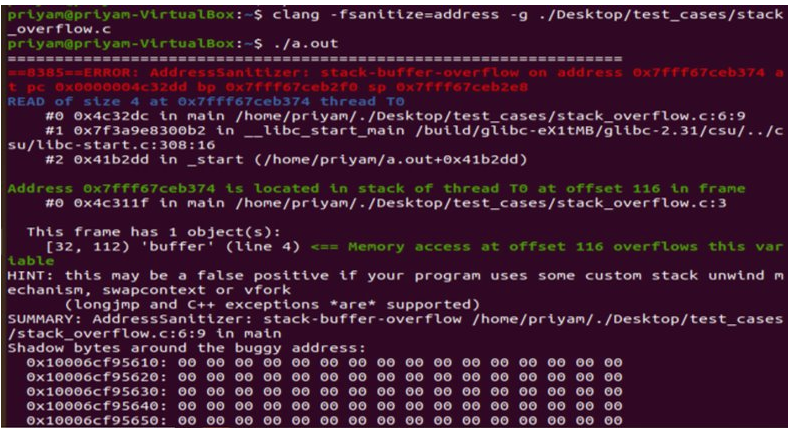 priyam@priyam-VirtualBox:~$ clang -fsanitize=address -g ./Desktop/test_cases/stack
_overflow.c
priyam@priyam-VirtualBox:~$ ./a.out
=================================================================
==8385==ERROR: AddressSanitizer: stack-buffer-overflow on address 0x7fff67ceb374 a
t pc 0x0000004c32dd bp 0x7fff67ceb2f0 sp 0x7fff67ceb2e8
READ of size 4 at 0x7fff67ceb374 thread T0
    #0 0x4c32dc in main /home/priyam/./Desktop/test_cases/stack_overflow.c:6:9
    #1 0x7f3a9e8300b2 in __libc_start_main /build/glibc-eX1tMB/glibc-2.31/csu/../c
su/libc-start.c:308:16
    #2 0x41b2dd in _start (/home/priyam/a.out+0x41b2dd)
Address 0x7fff67ceb374 is located in stack of thread T0 at offset 116 in frame
    #0 0x4c311f in main /home/priyam/./Desktop/test_cases/stack_overflow.c:3
  This frame has 1 object(s):
    [32, 112) 'buffer' (line 4) <== Memory access at offset 116 overflows this var
iable
HINT: this may be a false positive if your program uses some custom stack unwind m
echanism, swapcontext or vfork
      (longjmp and C++ exceptions *are* supported)
SUMMARY: AddressSanitizer: stack-buffer-overflow /home/priyam/./Desktop/test_cases
/stack_overflow.c:6:9 in main
Shadow bytes around the buggy address:
  0x10006cf95610: 00 00 00 00 00 00 00 00 00 00 00 00 00 00 00 00
  0x10006cf95620: 00 00 00 00 00 00 00 00 00 00 00 00 00 00 00 00
  0x10006cf95630: 00 00 00 00 00 00 00 00 00 00 00 00 00 00 00 00
  0x10006cf95640: 00 00 00 00 00 00 00 00 00 00 00 00 00 00 00 00
  0x10006cf95650: 00 00 00 00 00 00 00 00 00 00 00 00 00 00 00 00